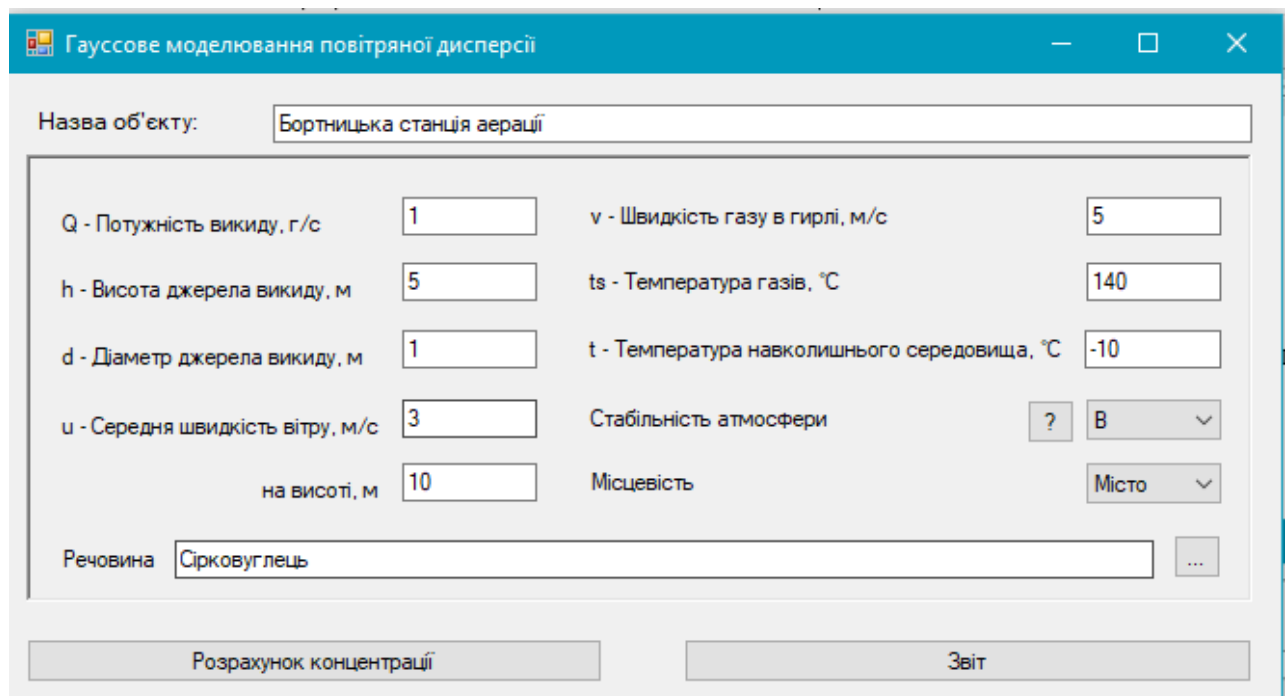 Гауссове моделювання повітряної дисперсії
Назва об'єкту: Бортницька станція аерації
Q - Потужність викиду, г/с 1 v - Швидкість газу в гирлі, м/с 5
h - Висота джерела викиду, м 5 ts - Температура газів, °C 140
d - Діаметр джерела викиду, м 1 t - Температура навколишнього середовища, °C -10
u - Середня швидкість вітру, м/с 3 Стабільність атмосфери ? B
на висоті, м 10 Місцевість Місто
Речовина Сірковуглець ...
Розрахунок концентрації Звіт